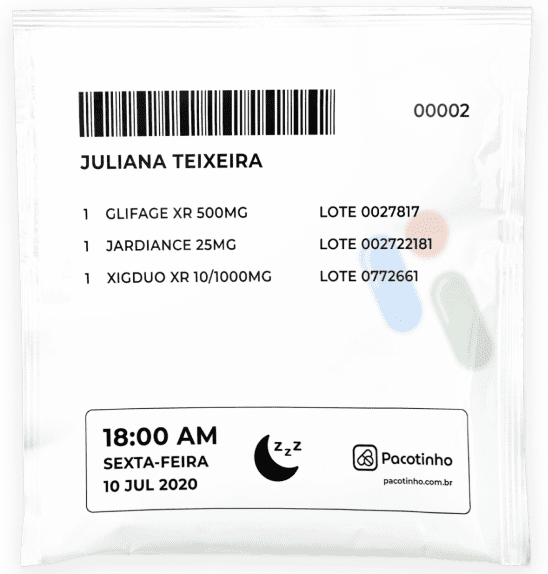 00002
JULIANA TEIXEIRA
1 GLIFAGE XR 500MG LOTE 0027817
1 JARDIANCE 25MG LOTE 002722181
1 XIGDUO XR 10/1000MG LOTE 0772661
18:00 AM
SEXTA-FEIRA
10 JUL 2020
z z z
Pacotinho
pacotinho.com.br